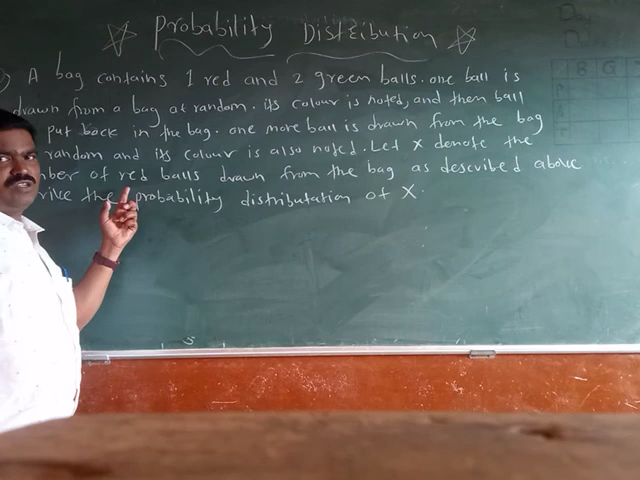 Probability Distribution
A bag contains 1 red and 2 green balls. one ball is
drawn from a bag at random. its colour is noted, and then ball
put back in the bag. one more ball is drawn from the bag
random and its colour is also noted. Let X denote the
ber of red balls drawn from the bag as described above
the probability distributation of X.
B G